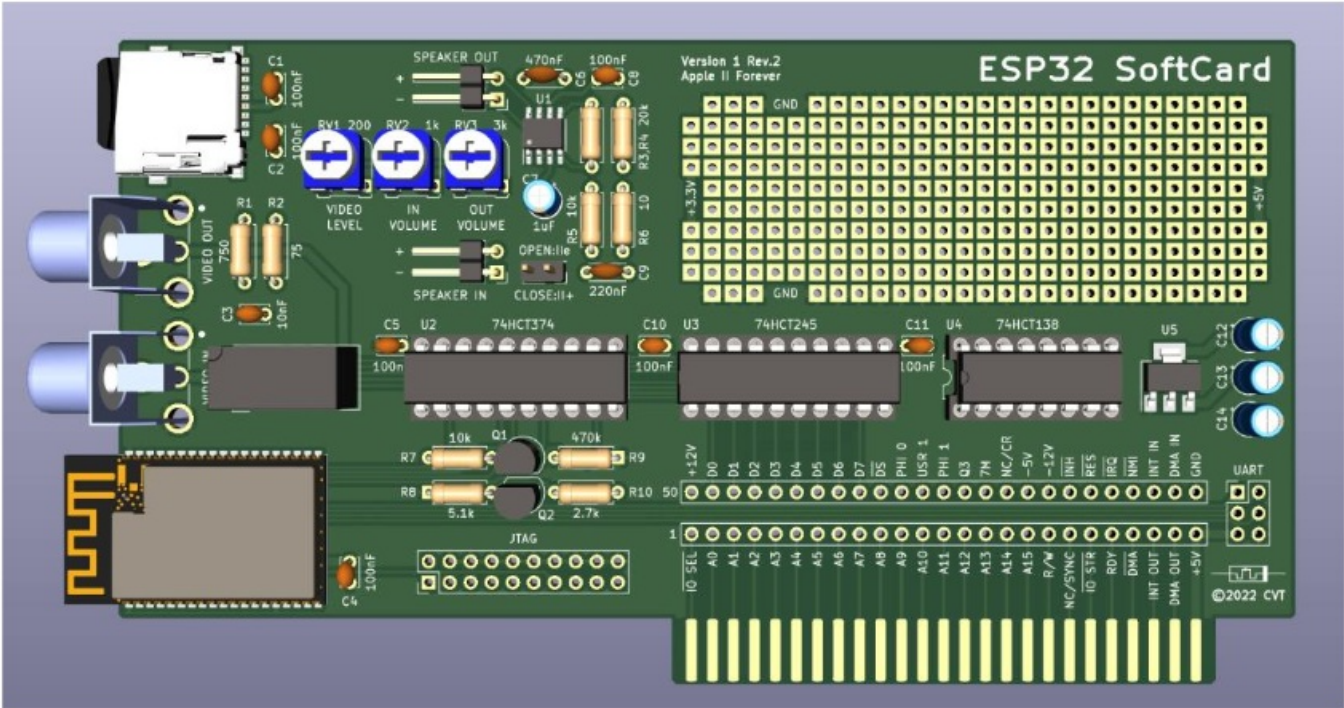 SPEAKER OUT
+
-
470nF
C6
100nF
C8
Version 1 Rev.2
Apple II Forever
ESP32 SoftCard
C1
100nF
C2
100nF
RV1 200
RV2 1k
RV3 3k
VIDEO
LEVEL
IN
VOLUME
OUT
VOLUME
U1
C7
1uF
20k
R3,R4
10k
R5
10
R6
GND
+3.3V
+5V
GND
VIDEO OUT
R1
750
R2
75
C3
10nF
+
-
SPEAKER IN
OPEN:IIe
CLOSE:II+
C9
220nF
C5
U2
74HCT374
C10
100nF
U3
74HCT245
C11
100nF
U4
74HCT138
U5
C12
C13
C14
10k
R7
Q1
470k
R9
R8
5.1k
Q2
2.7k
R10
JTAG
C4
100nF
50
+12V
D0
D1
D2
D3
D4
D5
D6
D7
DS
PHI 0
USR 1
PHI 1
Q3
7M
NC/CR
-5V
-12V
INH
RES
IRQ
NMI
INT IN
DMA IN
GND
UART
1
IO SEL
A0
A1
A2
A3
A4
A5
A6
A7
A8
A9
A10
A11
A12
A13
A14
A15
R/W
NC/SYNC
IO STR
RDY
DMA
INT OUT
DMA OUT
+5V
©2022 CVT